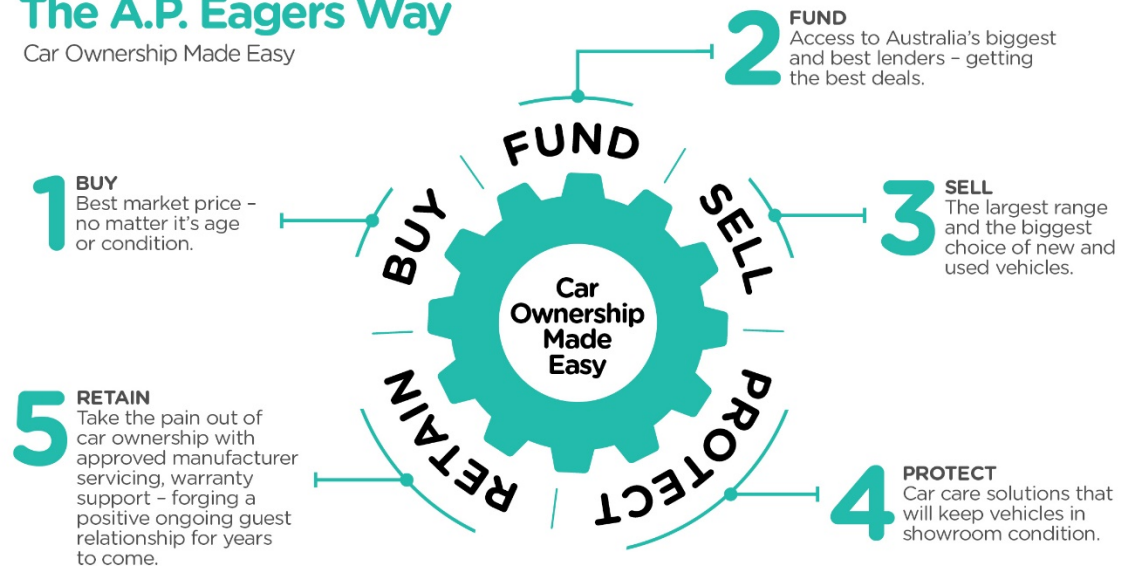 The A.P. Eagers Way
Car Ownership Made Easy
1
BUY
Best market price –
no matter it's age
or condition.
2
FUND
Access to Australia's biggest
and best lenders – getting
the best deals.
3
SELL
The largest range
and the biggest
choice of new and
used vehicles.
4
PROTECT
Car care solutions that
will keep vehicles in
showroom condition.
5
RETAIN
Take the pain out of
car ownership with
approved manufacturer
servicing, warranty
support – forging a
positive ongoing guest
relationship for years
to come.
BUY
FUND
SELL
PROTECT
RETAIN
Car
Ownership
Made
Easy